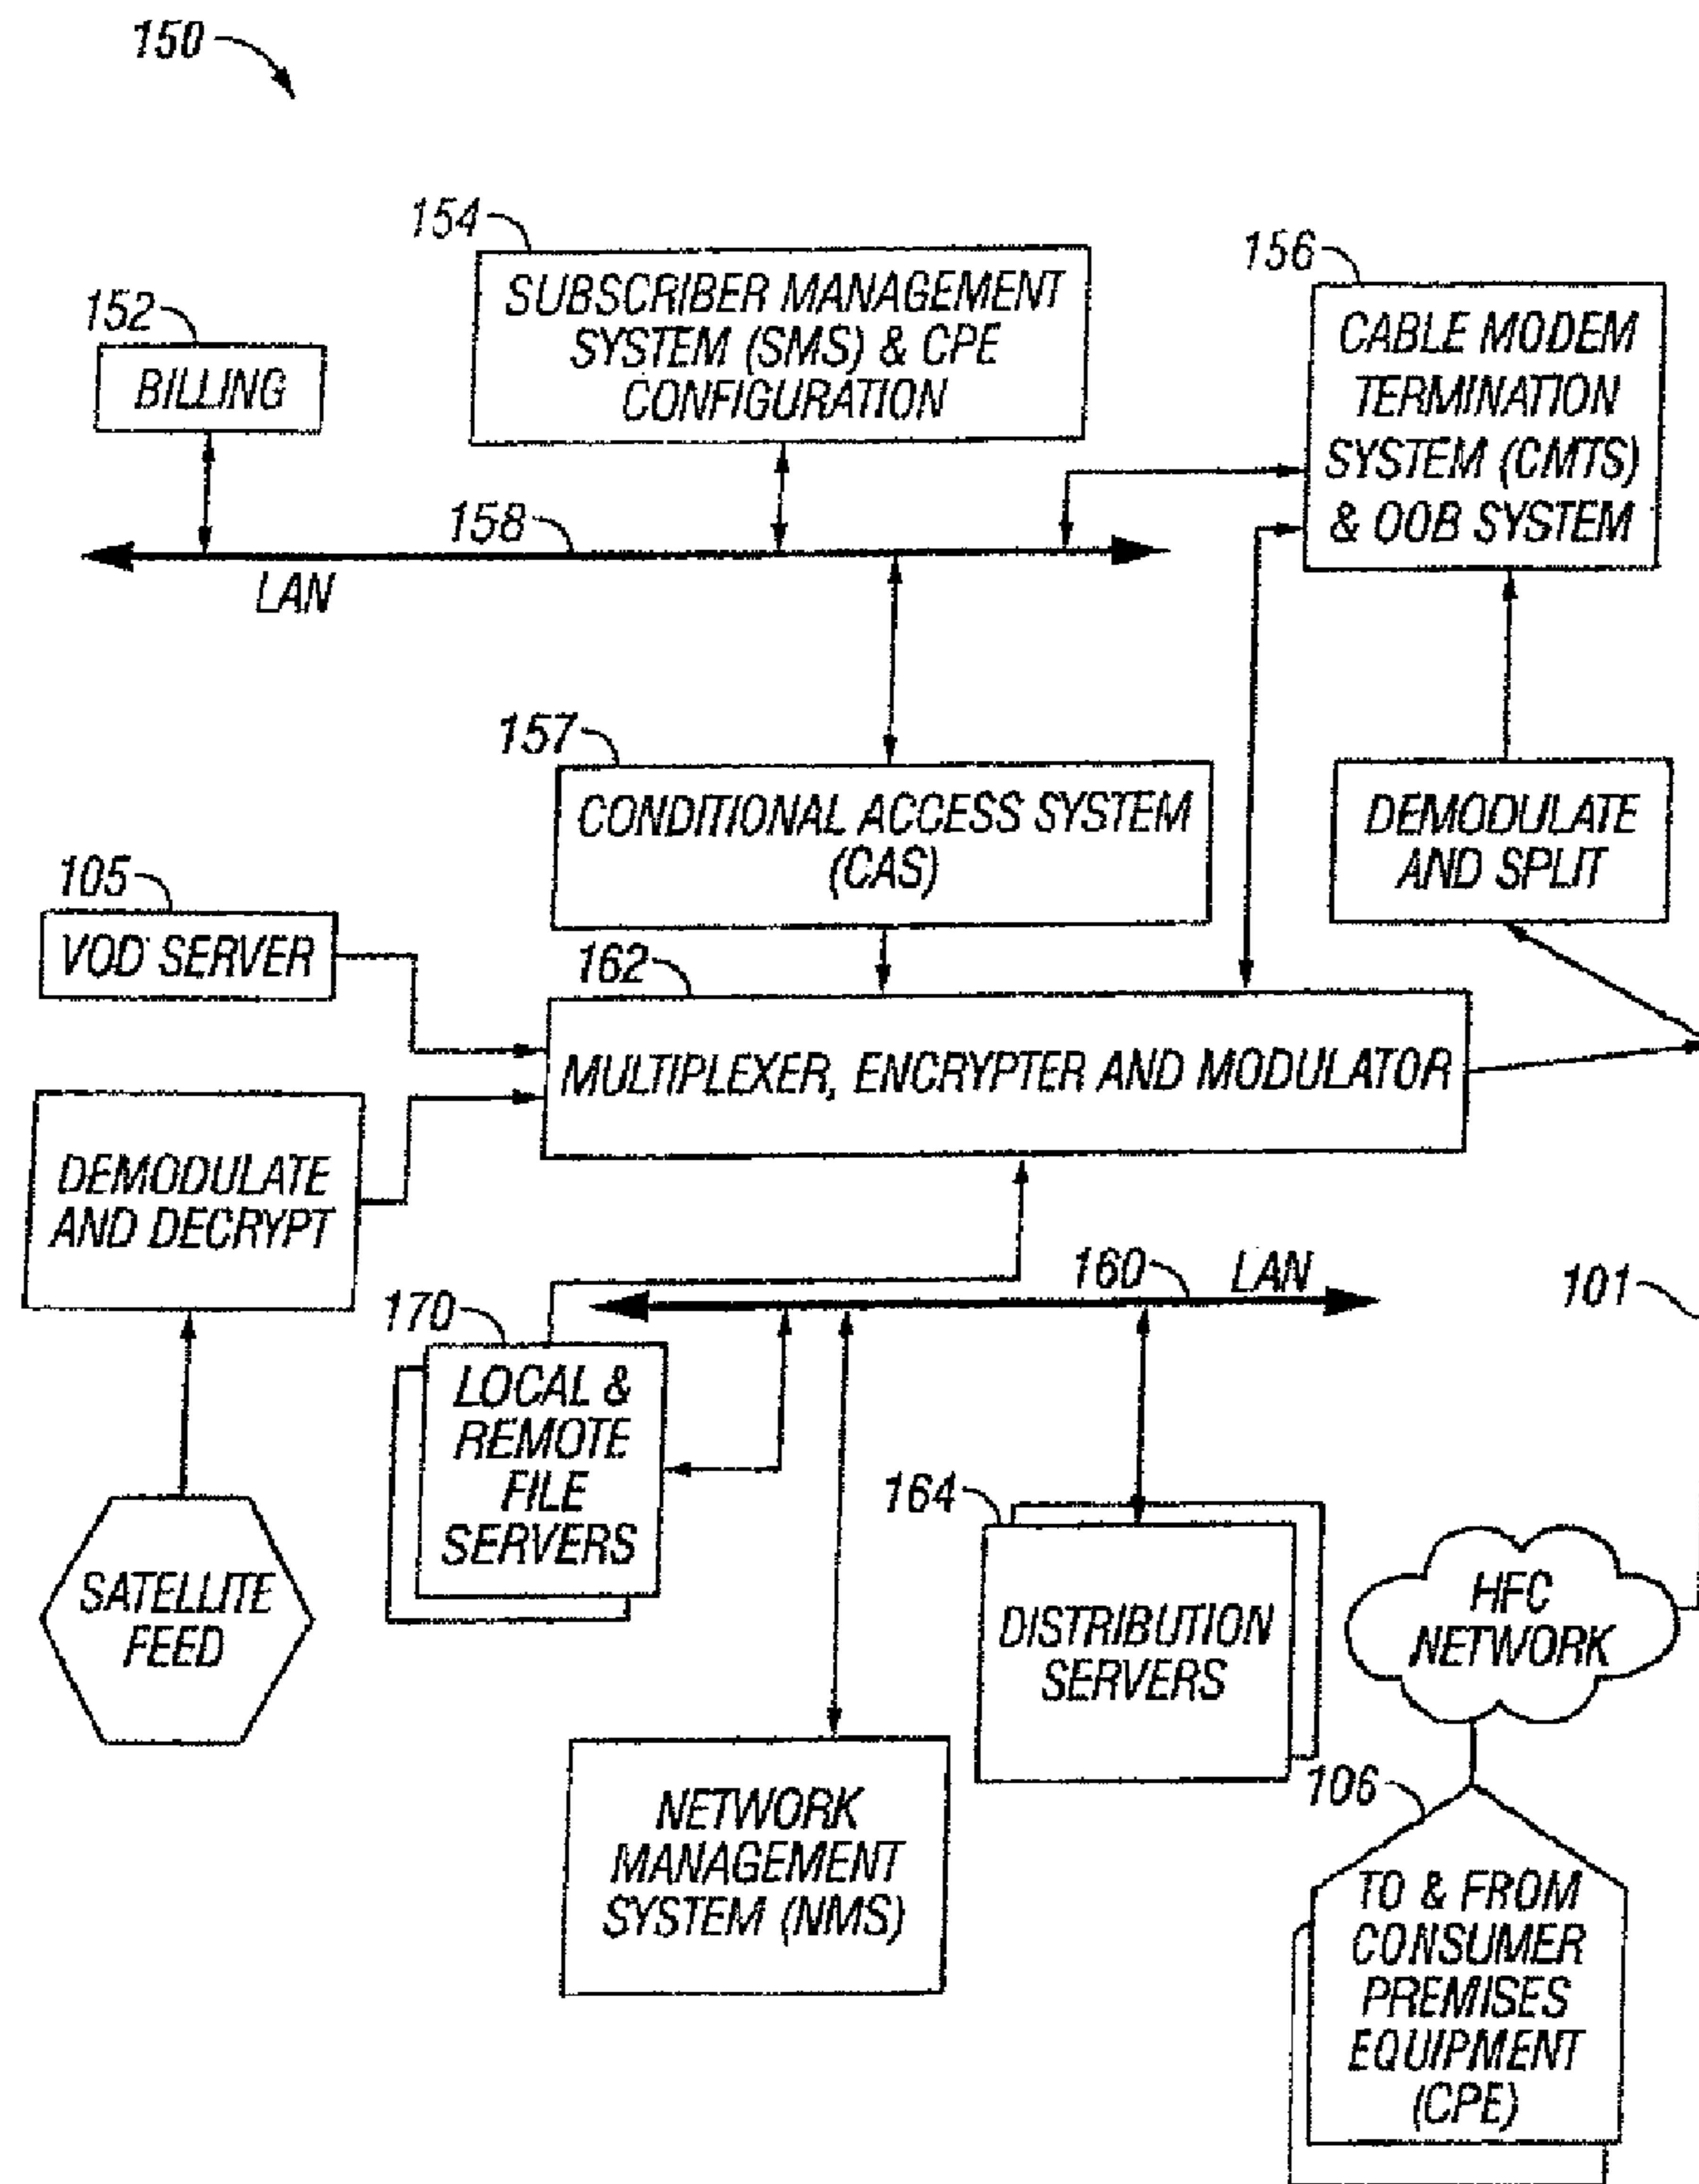 150
154
SUBSCRIBER MANAGEMENT
SYSTEM (SMS) & CPE
CONFIGURATION
156
CABLE MODEM
TERMINATION
SYSTEM (CMTS)
& OOB SYSTEM
152
BILLING
158
LAN
157
CONDITIONAL ACCESS SYSTEM
(CAS)
DEMODULATE
AND SPLIT
105
VOD SERVER
162
MULTIPLEXER, ENCRYPTER AND MODULATOR
DEMODULATE
AND DECRYPT
160
LAN
101
170
LOCAL &
REMOTE
FILE
SERVERS
164
DISTRIBUTION
SERVERS
SATELLITE
FEED
HFC
NETWORK
NETWORK
MANAGEMENT
SYSTEM (NMS)
106
TO & FROM
CONSUMER
PREMISES
EQUIPMENT
(CPE)